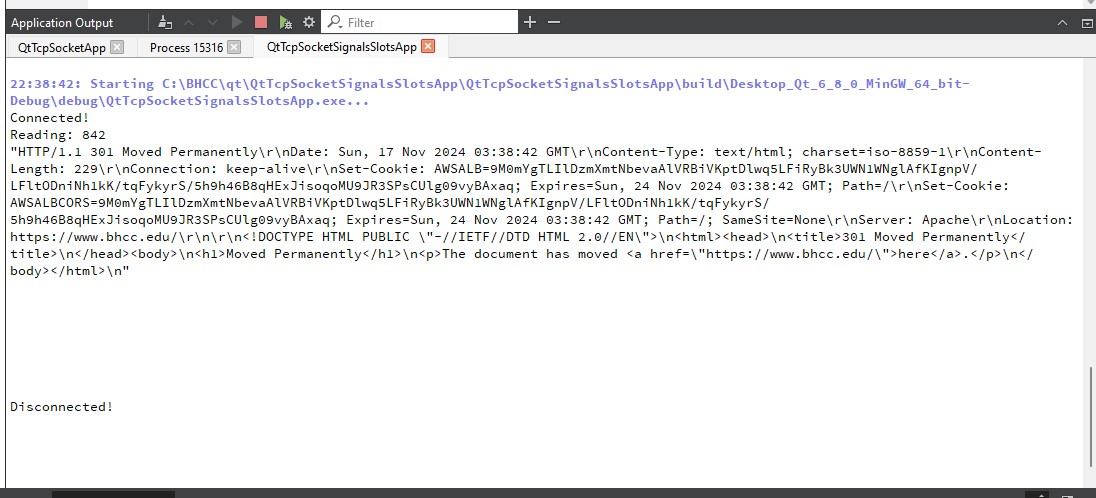 Application Output
Filter
QtTcpSocketApp
Process 15316
QtTcpSocketSignalsSlotsApp
22:38:42: Starting C:\BHCC\qt\QtTcpSocketSignalsSlotsApp\QtTcpSocketSignalsSlotsApp\build\Desktop_Qt_6_8_0_MinGW_64_bit-
Debug\debug\QtTcpSocketSignalsSlotsApp.exe...
Connected!
Reading: 842
"HTTP/1.1 301 Moved Permanently\r\nDate: Sun, 17 Nov 2024 03:38:42 GMT\r\nContent-Type: text/html; charset=iso-8859-1\r\nContent-
Length: 229\r\nConnection: keep-alive\r\nSet-Cookie: AWSALB=9M0mYgTLIlDzmXmtNbevaAlVRBiVKptDlwq5LFiRyBk3UWN1WNglAfKIgnpV/
LFltODniNh1kK/tqFykyrS/5h9h46B8qHExJisoqoMU9JR3SPsCUlg09vyBAxaq; Expires=Sun, 24 Nov 2024 03:38:42 GMT; Path=/\r\nSet-Cookie:
AWSALBCORS=9M0mYgTLIlDzmXmtNbevaAlVRBiVKptDlwq5LFiRyBk3UWN1WNglAfKIgnpV/LFltODniNh1kK/tqFykyrS/
5h9h46B8qHExJisoqoMU9JR3SPsCUlg09vyBAxaq; Expires=Sun, 24 Nov 2024 03:38:42 GMT; Path=/; SameSite=None\r\nServer: Apache\r\nLocation:
https://www.bhcc.edu/\r\n\r\n<!DOCTYPE HTML PUBLIC \"-//IETF//DTD HTML 2.0//EN\">\n<html><head>\n<title>301 Moved Permanently</
title>\n</head><body>\n<h1>Moved Permanently</h1>\n<p>The document has moved <a href=\"https://www.bhcc.edu/\">here</a>.</p>\n</
body></html>\n"
Disconnected!